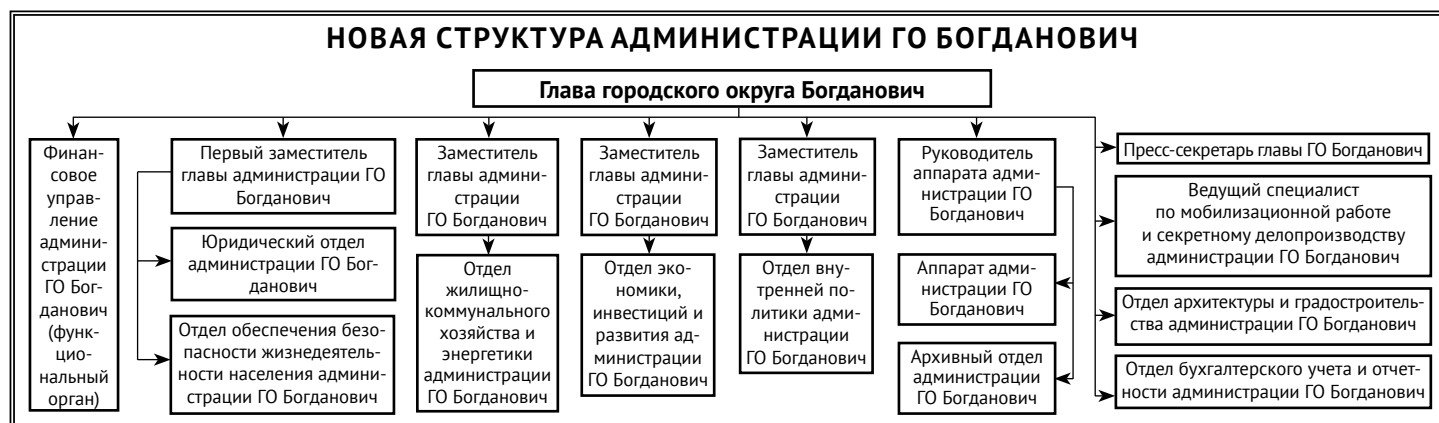 НОВАЯ СТРУКТУРА АДМИНИСТРАЦИИ ГО БОГДАНОВИЧ
Глава городского округа Богданович
Финан-
совое
управ-
ление
админи-
страции
ГО Бог-
данович
(функ-
цио-
нальный
орган)
Первый заместитель
главы администрации ГО
Богданович
Юридический отдел
администрации ГО Бог-
данович
Отдел обеспечения безо-
пасности жизнедеятель-
ности населения админи-
страции ГО Богданович
Заместитель
главы админи-
страции
ГО Богданович
Отдел
жилищно-
коммунального
хозяйства и
энергетики
администрации
ГО Богданович
Заместитель
главы админи-
страции
ГО Богданович
Отдел эко-
номики,
инвестиций и
развития ад-
министрации
ГО Богданович
Заместитель
главы админи-
страции
ГО Богданович
Отдел вну-
тренней по-
литики адми-
нистрации
ГО Богданович
Руководитель
аппарата адми-
нистрации ГО
Богданович
Аппарат адми-
нистрации ГО
Богданович
Архивный отдел
администрации
ГО Богданович
Пресс-секретарь главы ГО Богданович
Ведущий специалист
по мобилизационной работе
и секретному делопроизводству
администрации ГО Богданович
Отдел архитектуры и градостроитель-
ства администрации ГО Богданович
Отдел бухгалтерского учета и отчет-
ности администрации ГО Богданович